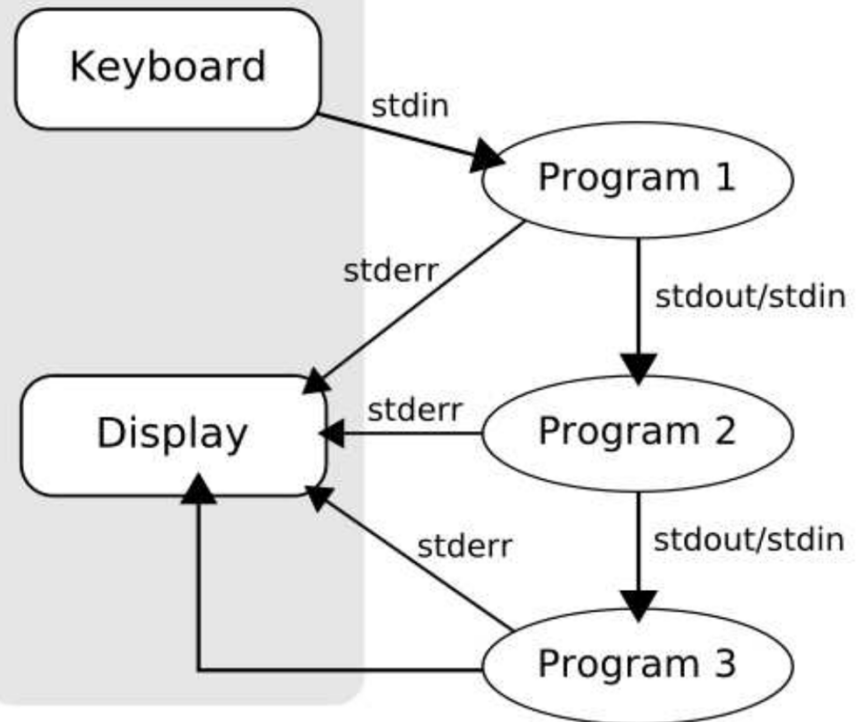 Keyboard
stdin
Program 1
stderr
stdout/stdin
Display
stderr
Program 2
stderr
stdout/stdin
Program 3